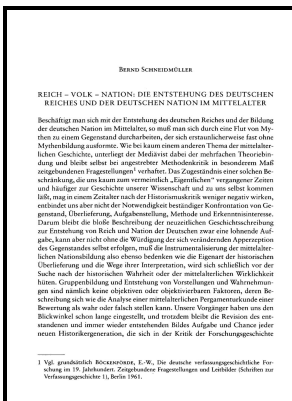 BERND SCHNEIDMÜLLER
REICH – VOLK – NATION: DIE ENTSTEHUNG DES DEUTSCHEN
REICHES UND DER DEUTSCHEN NATION IM MITTELALTER
Beschäftigt man sich mit der Entstehung des deutschen Reiches und der Bildung
der deutschen Nation im Mittelalter, so muß man sich durch eine Flut von My-
then zu einem Gegenstand durcharbeiten, der sich erstaunlicherweise fast ohne
Mythenbildung ausformte. Wie bei kaum einem anderen Thema der mittelalter-
lichen Geschichte, unterliegt der Mediävist dabei der mehrfachen Theoriebin-
dung und bleibt selbst bei angestrebter Methodenkritik in besonderem Maß
zeitgebundenen Fragestellungen¹ verhaftet. Das Zugeständnis einer solchen Be-
schränkung, die uns kaum zum vermeintlich „Eigentlichen“ vergangener Zeiten
und häufiger zur Geschichte unserer Wissenschaft und zu uns selbst kommen
läßt, mag in einem Zeitalter nach der Historismuskritik weniger negativ wirken,
entbindet uns aber nicht der Notwendigkeit beständiger Konfrontation von Ge-
genstand, Überlieferung, Aufgabenstellung, Methode und Erkenntnisinteresse.
Darum bleibt die bloße Beschreibung der neuzeitlichen Geschichtsschreibung
zur Entstehung von Reich und Nation der Deutschen zwar eine lohnende Auf-
gabe, kann aber nicht ohne die Würdigung der sich verändernden Apperzeption
des Gegenstandes selbst erfolgen, muß die Instrumentalisierung der mittelalter-
lichen Nationsbildung also ebenso bedenken wie die Eigenart der historischen
Überlieferung und die Wege ihrer Interpretation, wird sich schließlich vor der
Suche nach der historischen Wahrheit oder der mittelalterlichen Wirklichkeit
hüten. Gruppenbildung und Entstehung von Vorstellungen und Wahrnehmun-
gen sind nämlich keine objektiven oder objektivierbaren Faktoren, deren Be-
schreibung sich wie die Analyse einer mittelalterlichen Pergamenturkunde einer
Bewertung als wahr oder falsch stellen kann. Unsere Vorgänger haben uns den
Blickwinkel schon lange eingestellt, und trotzdem bleibt die Revision des ent-
standenen und immer wieder entstehenden Bildes Aufgabe und Chance jeder
neuen Historikergeneration, die sich in der Kritik der Forschungsgeschichte
1 Vgl. grundsätzlich BÖCKENFÖRDE, E.-W., Die deutsche verfassungsgeschichtliche For-
schung im 19. Jahrhundert. Zeitgebundene Fragestellungen und Leitbilder (Schriften zur
Verfassungsgeschichte 1), Berlin 1961.